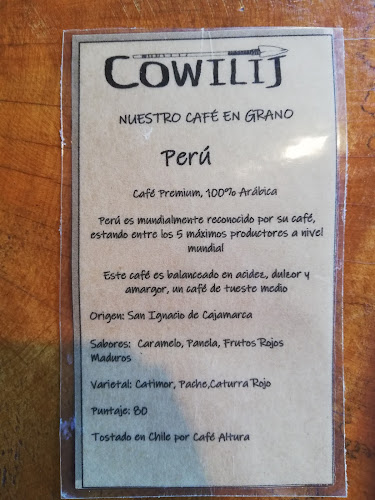 COWILIJ
NUESTRO CAFÉ EN GRANO
Perú
Café Premium, 100% Arábica
Perú es mundialmente reconocido por su café,
estando entre los 5 máximos productores a nivel
mundial
Este café es balanceado en acidez, dulzor y
amargor, un café de tueste medio
Origen: San Ignacio de Cajamarca
Sabores: Caramelo, Panela, Frutos Rojos
Maduros
Varietal: Catimor, Pache,Caturra Rojo
Puntaje: 80
Tostado en Chile por Café Altura